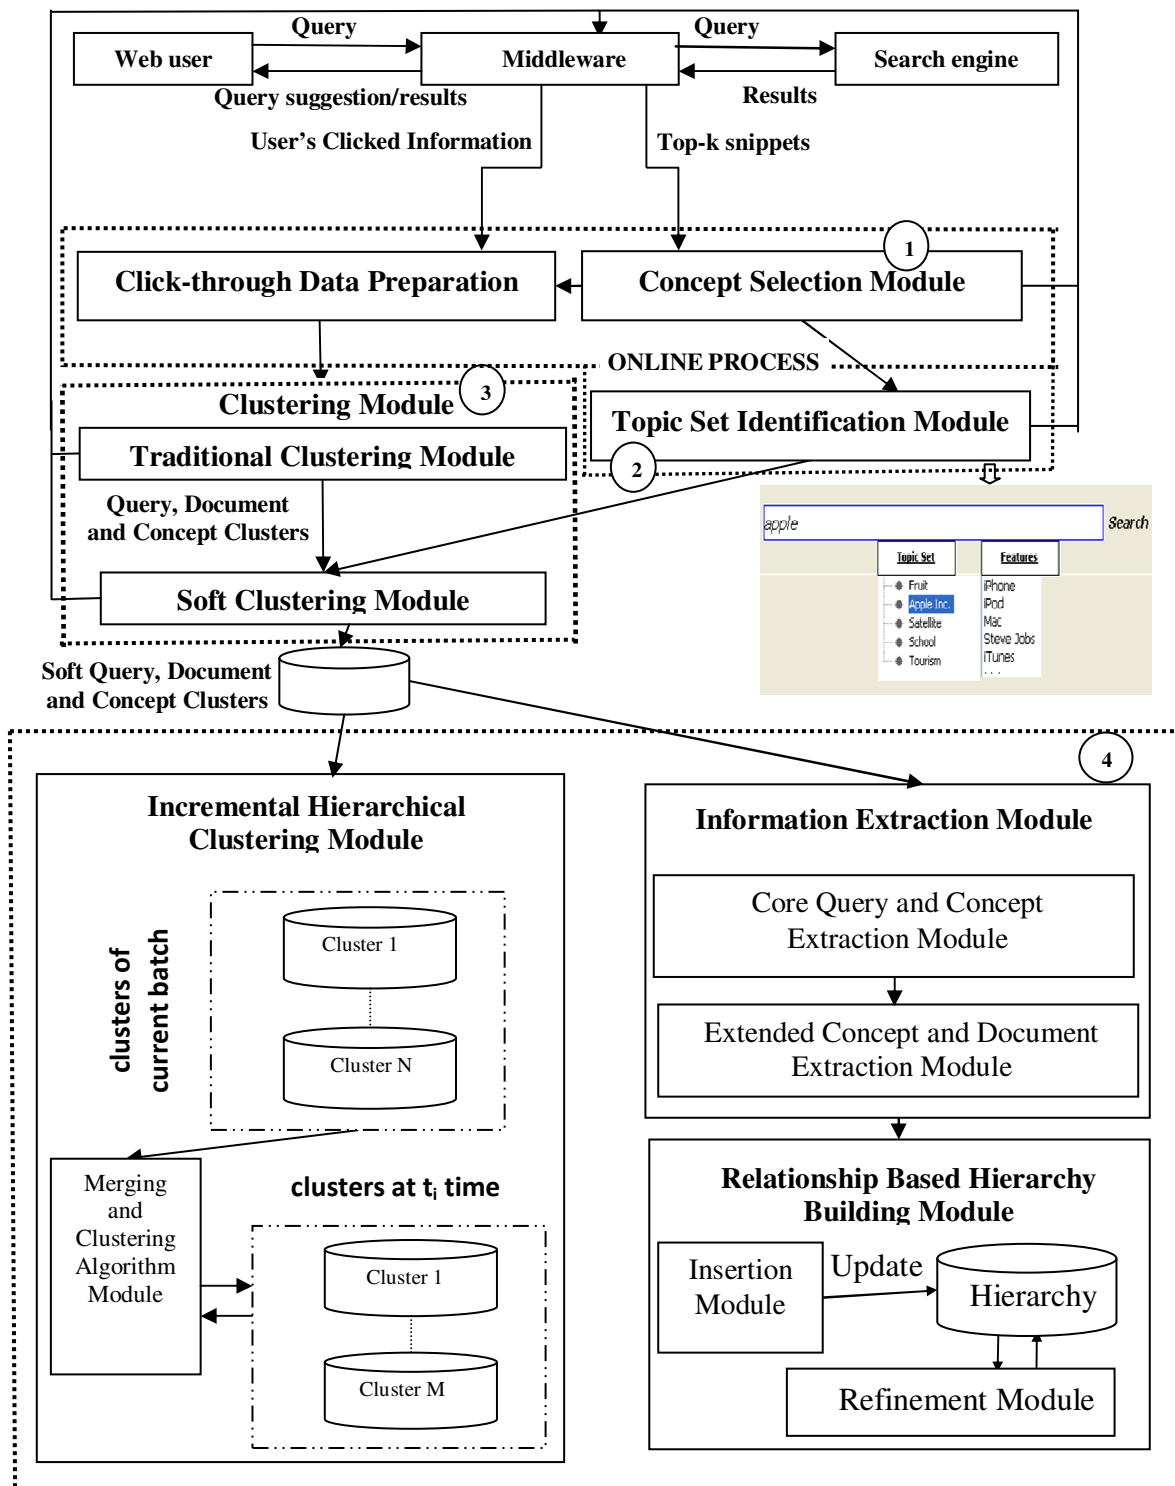 Query
Query
Web user
Middleware
Search engine
Query suggestion/results
Results
User's Clicked Information
Top-k snippets
1
Click-through Data Preparation
Concept Selection Module
ONLINE PROCESS
3
Clustering Module
Topic Set Identification Module
Traditional Clustering Module
2
Query, Document
and Concept Clusters
apple
Search
Topic Set
Features
Fruit
iPhone
Apple Inc.
iPod
Satellite
Mac
School
Steve Jobs
Tourism
iTunes
. . .
Soft Clustering Module
Soft Query, Document
and Concept Clusters
4
Incremental Hierarchical
Clustering Module
Information Extraction Module
clusters of
current batch
Cluster 1
Cluster N
Core Query and Concept
Extraction Module
Extended Concept and Document
Extraction Module
Merging
and
Clustering
Algorithm
Module
clusters at ti time
Cluster 1
Cluster M
Relationship Based Hierarchy
Building Module
Insertion
Module
Update
Hierarchy
Refinement Module